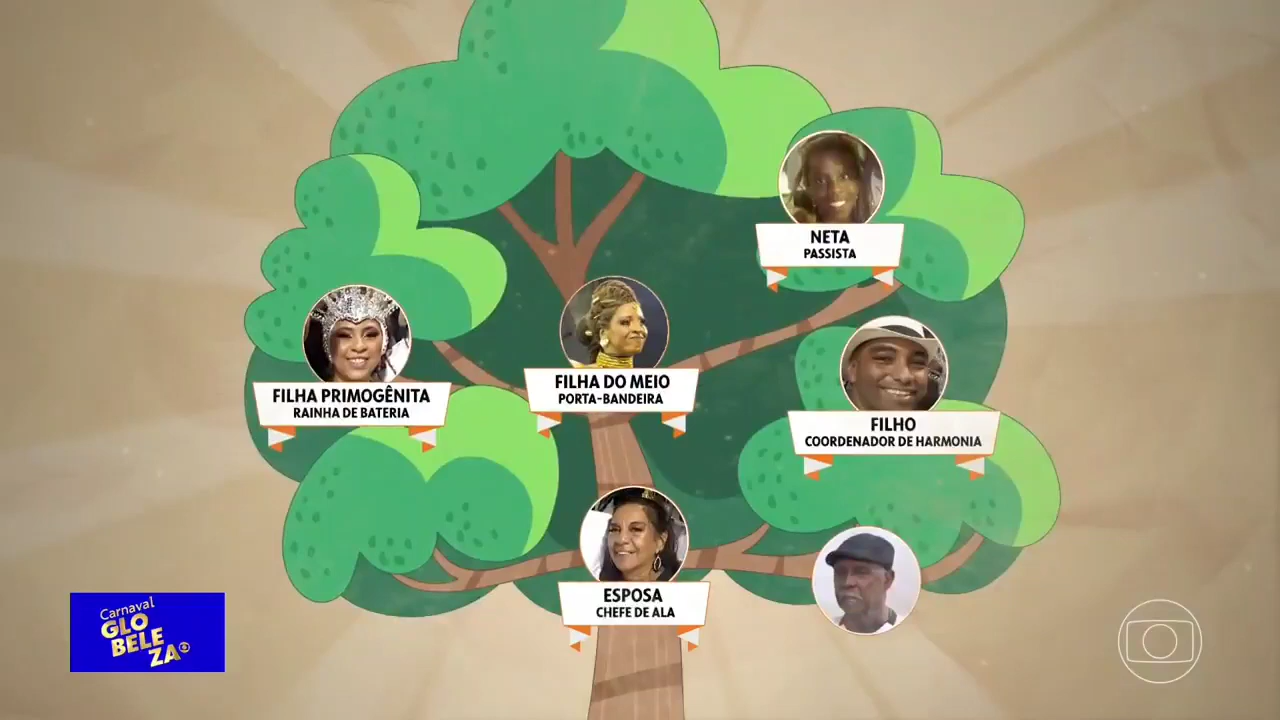 NETA
PASSISTA
FILHA PRIMOGÊNITA
RAINHA DE BATERIA
FILHA DO MEIO
PORTA-BANDEIRA
FILHO
COORDENADOR DE HARMONIA
ESPOSA
CHEFE DE ALA
Carnaval
GLO
BELE
ZA